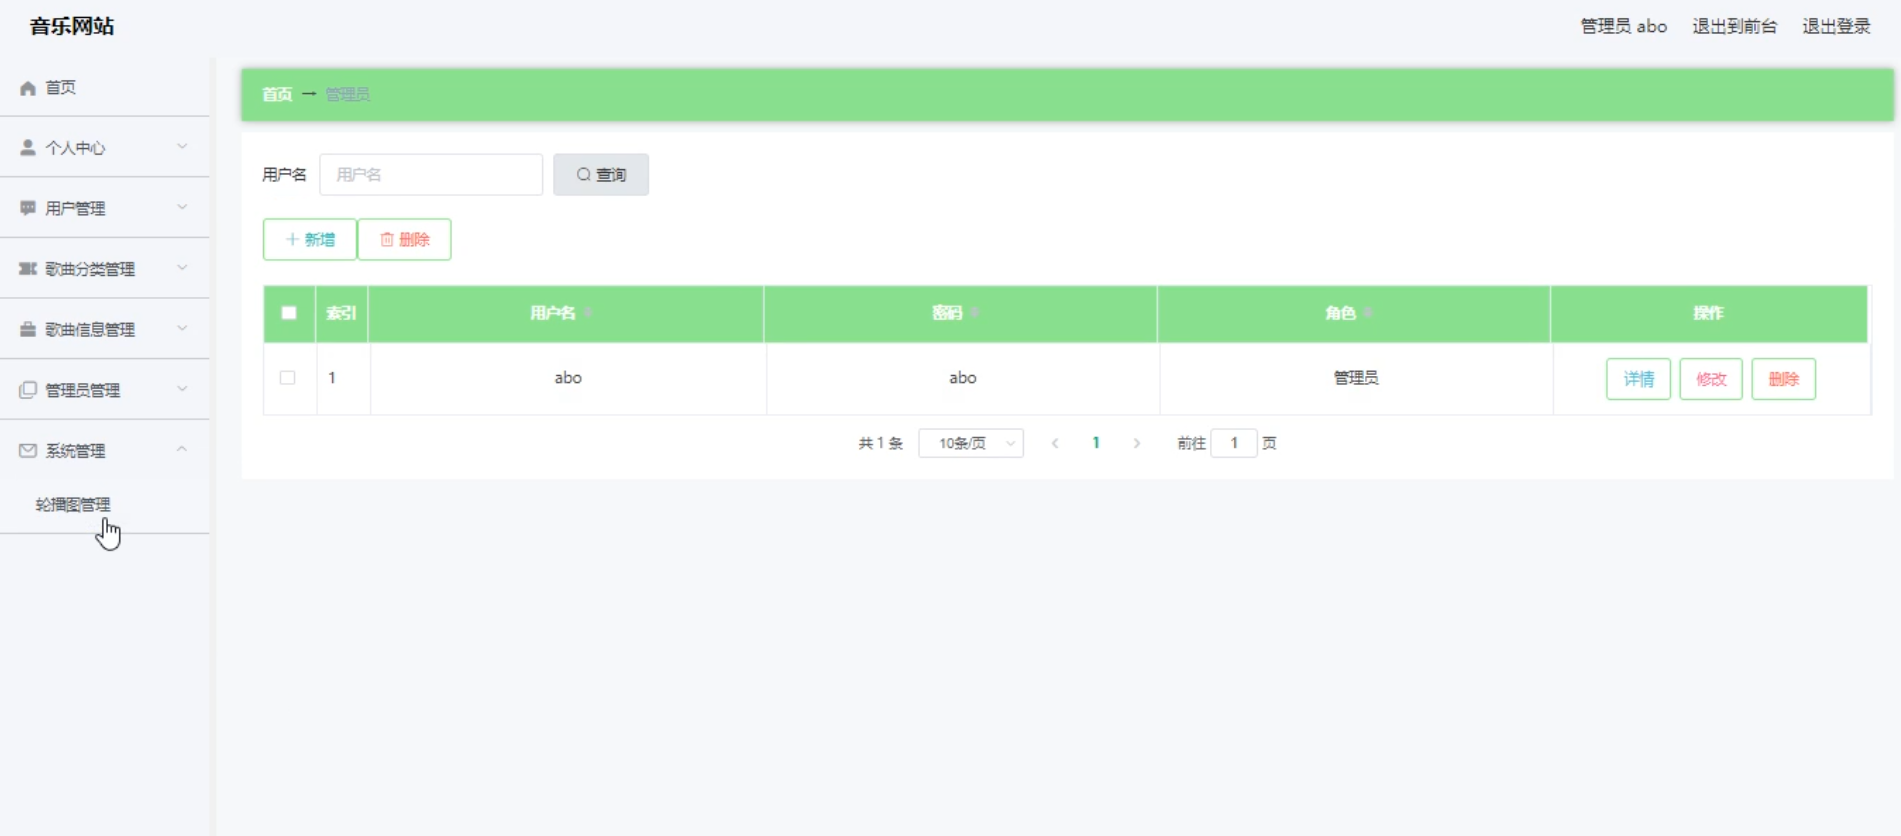 音乐网站
管理员 abo 退出到前台 退出登录
首页
个人中心
用户管理
歌曲分类管理
歌曲信息管理
管理员管理
系统管理
轮播图管理
首页 → 管理员
用户名 用户名 查询
新增 删除
索引 用户名 密码 角色 操作
1 abo abo 管理员 详情 修改 删除
共 1 条 10条/页 1 前往 1 页